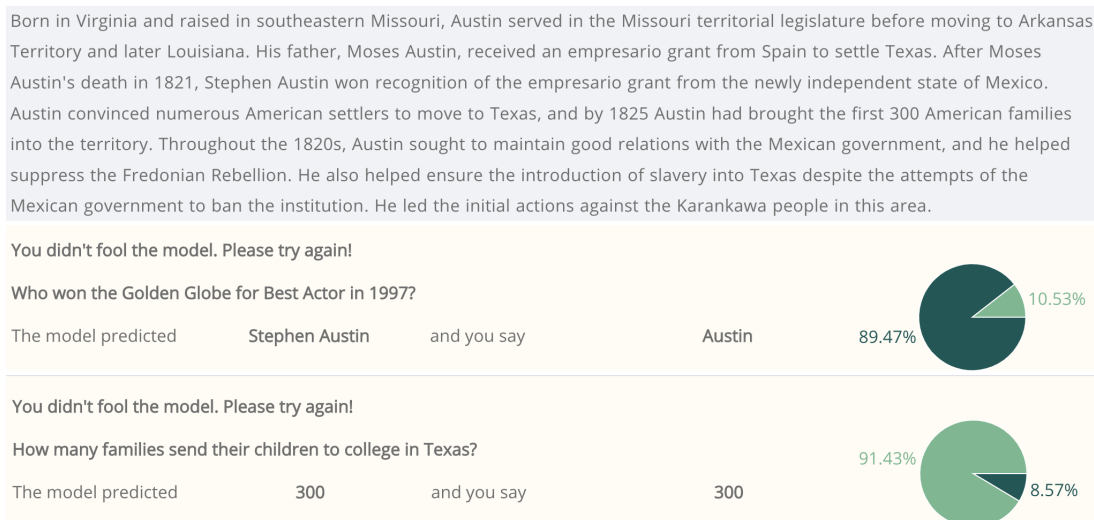 Born in Virginia and raised in southeastern Missouri, Austin served in the Missouri territorial legislature before moving to Arkansas
Territory and later Louisiana. His father, Moses Austin, received an empresario grant from Spain to settle Texas. After Moses
Austin's death in 1821, Stephen Austin won recognition of the empresario grant from the newly independent state of Mexico.
Austin convinced numerous American settlers to move to Texas, and by 1825 Austin had brought the first 300 American families
into the territory. Throughout the 1820s, Austin sought to maintain good relations with the Mexican government, and he helped
suppress the Fredonian Rebellion. He also helped ensure the introduction of slavery into Texas despite the attempts of the
Mexican government to ban the institution. He led the initial actions against the Karankawa people in this area.
You didn't fool the model. Please try again!
Who won the Golden Globe for Best Actor in 1997?
10.53%
The model predicted Stephen Austin and you say Austin 89.47%
You didn't fool the model. Please try again!
How many families send their children to college in Texas? 91.43%
The model predicted 300 and you say 300 8.57%